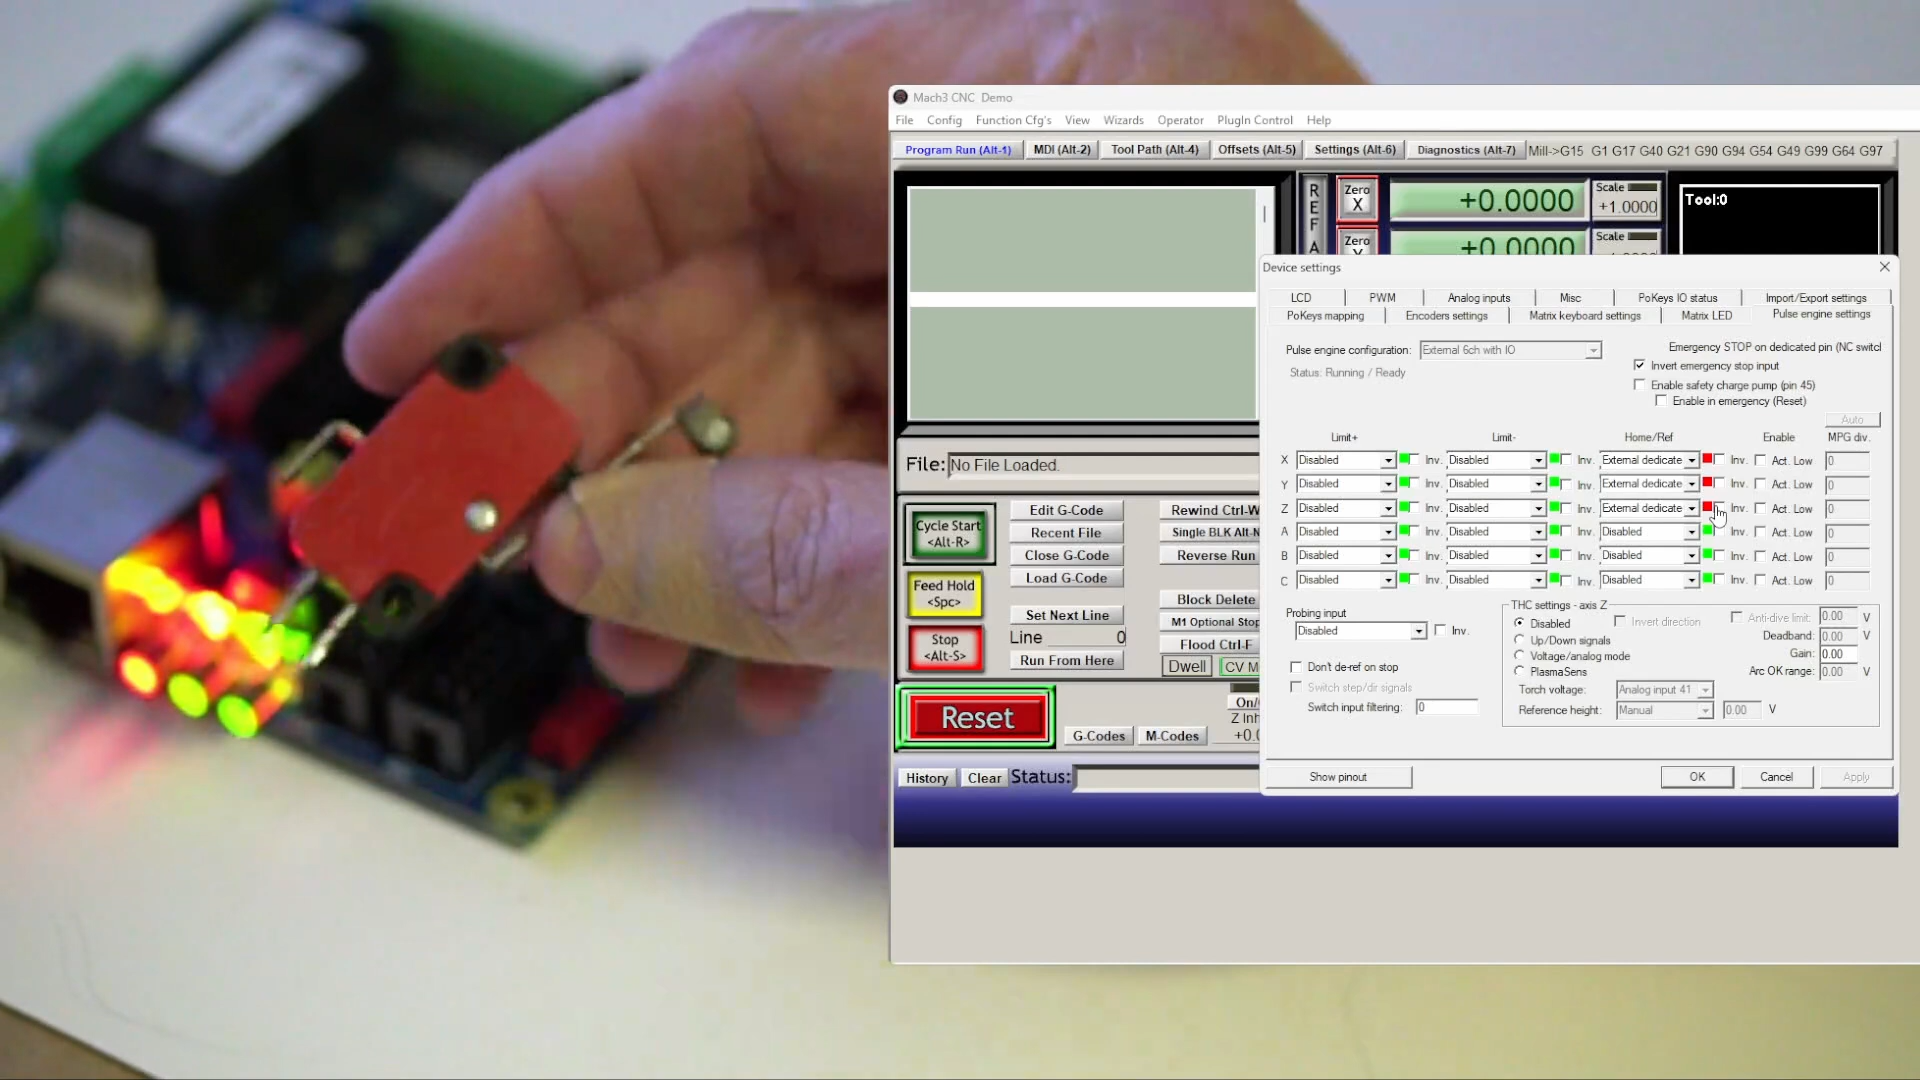 Mach3 CNC Demo
File Config Function Cfg's View Wizards Operator PlugIn Control Help
Program Run (Alt-1) MDI (Alt-2) Tool Path (Alt-4) Offsets (Alt-5) Settings (Alt-6) Diagnostics (Alt-7) Mill->G15 G1 G17 G40 G21 G90 G94 G54 G49 G99 G64 G97
REFA
Zero X +0.0000 Scale +1.0000
Tool:0
Zero +0.0000 Scale
Device settings
LCD PWM Analog inputs Misc PoKeys IO status Import/Export settings
PoKeys mapping Encoders settings Matrix keyboard settings Matrix LED Pulse engine settings
Pulse engine configuration: External 6ch with IO
Status: Running / Ready
Emergency STOP on dedicated pin (NC switcl
Invert emergency stop input
Enable safety charge pump (pin 45)
Enable in emergency (Reset)
Auto
Limit+ Limit- Home/Ref Enable MPG div.
X Disabled Inv. Disabled Inv. External dedicate Inv. Act. Low 0
Y Disabled Inv. Disabled Inv. External dedicate Inv. Act. Low 0
Z Disabled Inv. Disabled Inv. External dedicate Inv. Act. Low 0
A Disabled Inv. Disabled Inv. Disabled Inv. Act. Low 0
B Disabled Inv. Disabled Inv. Disabled Inv. Act. Low 0
C Disabled Inv. Disabled Inv. Disabled Inv. Act. Low 0
Probing input
Disabled Inv.
Don't de-ref on stop
Switch step/dir signals
Switch input filtering: 0
THC settings - axis Z
Disabled Invert direction Anti-dive limit: 0.00 V
Up/Down signals Deadband: 0.00 V
Voltage/analog mode Gain: 0.00
PlasmaSens Arc OK range: 0.00 V
Torch voltage: Analog input 41
Reference height: Manual 0.00 V
Show pinout OK Cancel Apply
File: No File Loaded.
Cycle Start
<Alt-R>
Feed Hold
<Spc>
Stop
<Alt-S>
Edit G-Code
Recent File
Close G-Code
Load G-Code
Set Next Line
Line 0
Run From Here
Rewind Ctrl-W
Single BLK Alt-N
Reverse Run
Block Delete
M1 Optional Stop
Flood Ctrl-F
Dwell CV M
Reset
G-Codes M-Codes
On/
Z Inh
+0.0
History Clear Status: